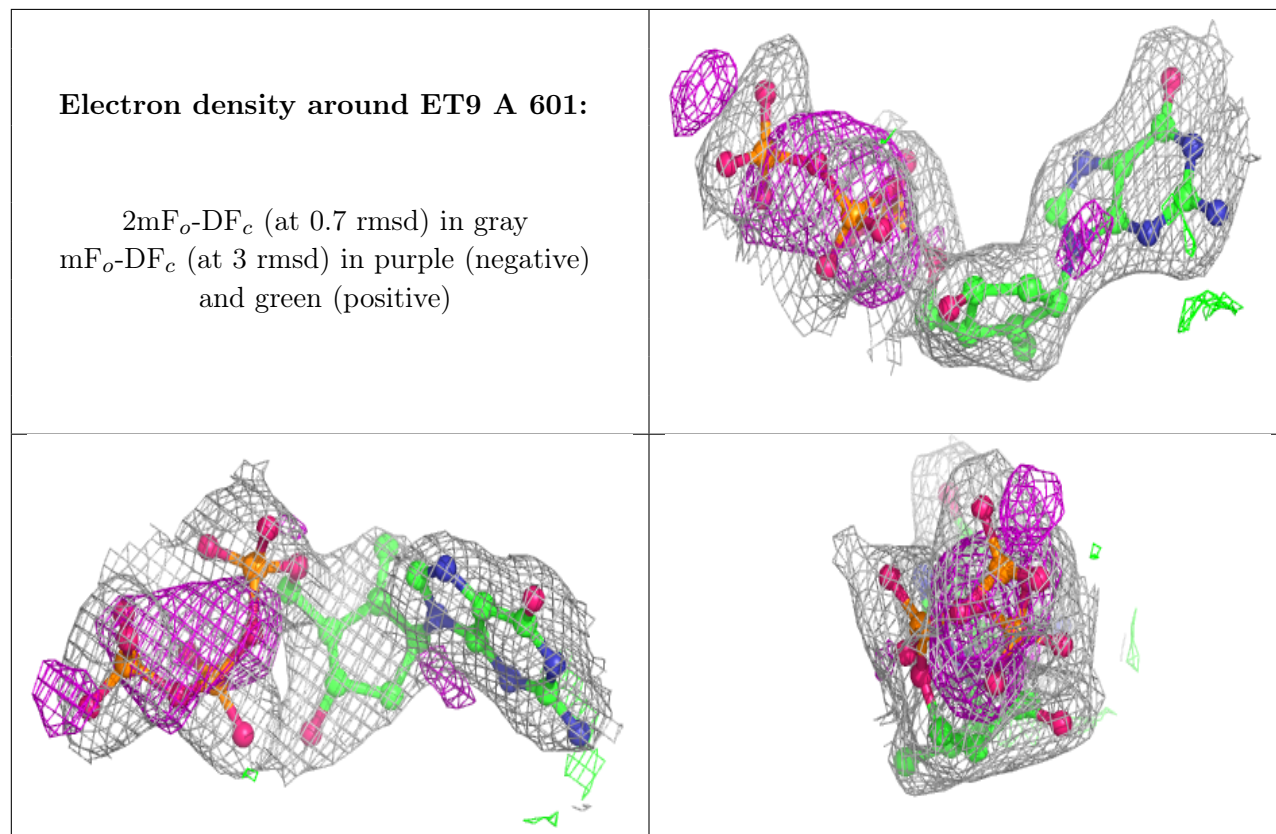 Electron density around ET9 A 601:
2mFo-DFc (at 0.7 rmsd) in gray
mFo-DFc (at 3 rmsd) in purple (negative)
and green (positive)